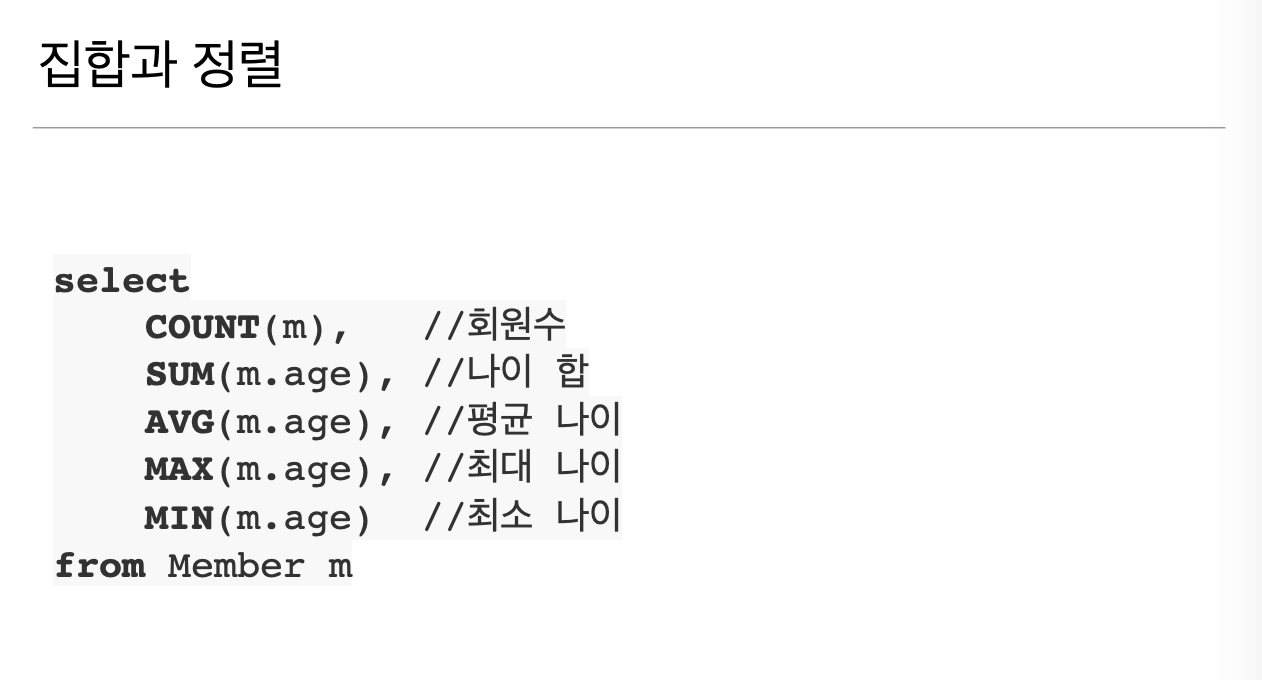 집합과 정렬
select
    COUNT(m),   //회원수
    SUM(m.age), //나이 합
    AVG(m.age), //평균 나이
    MAX(m.age), //최대 나이
    MIN(m.age)  //최소 나이
from Member m